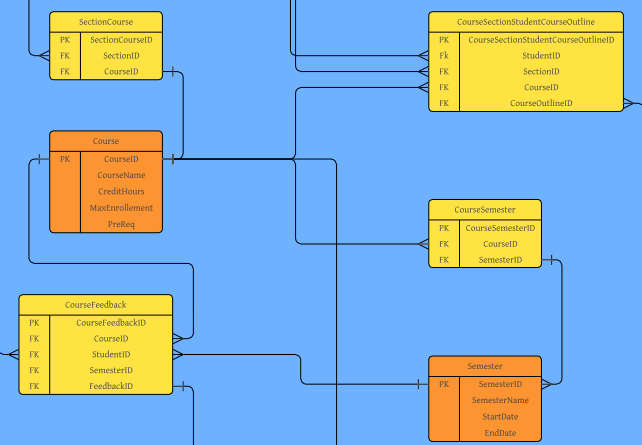 SectionCourse
PK SectionCourseID
FK SectionID
FK CourseID
CourseSectionStudentCourseOutline
PK CourseSectionStudentCourseOutlineID
Fk StudentID
FK SectionID
FK CourseID
FK CourseOutlineID
Course
PK CourseID
CourseName
CreditHours
MaxEnrollement
PreReq
CourseSemester
PK CourseSemesterID
FK CourseID
FK SemesterID
CourseFeedback
PK CourseFeedbackID
FK CourseID
FK StudentID
FK SemesterID
FK FeedbackID
Semester
PK SemesterID
SemesterName
StartDate
EndDate